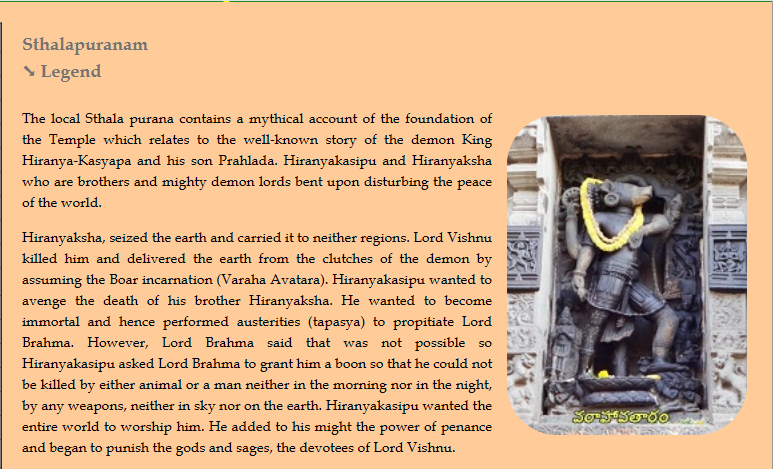 Sthalapuranam
➘ Legend
The local Sthala purana contains a mythical account of the foundation of
the Temple which relates to the well-known story of the demon King
Hiranya-Kasyapa and his son Prahlada. Hiranyakasipu and Hiranyaksha
who are brothers and mighty demon lords bent upon disturbing the peace
of the world.
Hiranyaksha, seized the earth and carried it to neither regions. Lord Vishnu
killed him and delivered the earth from the clutches of the demon by
assuming the Boar incarnation (Varaha Avatara). Hiranyakasipu wanted to
avenge the death of his brother Hiranyaksha. He wanted to become
immortal and hence performed austerities (tapasya) to propitiate Lord
Brahma. However, Lord Brahma said that was not possible so
Hiranyakasipu asked Lord Brahma to grant him a boon so that he could not
be killed by either animal or a man neither in the morning nor in the night,
by any weapons, neither in sky nor on the earth. Hiranyakasipu wanted the
entire world to worship him. He added to his might the power of penance
and began to punish the gods and sages, the devotees of Lord Vishnu.
వరాహావతారం